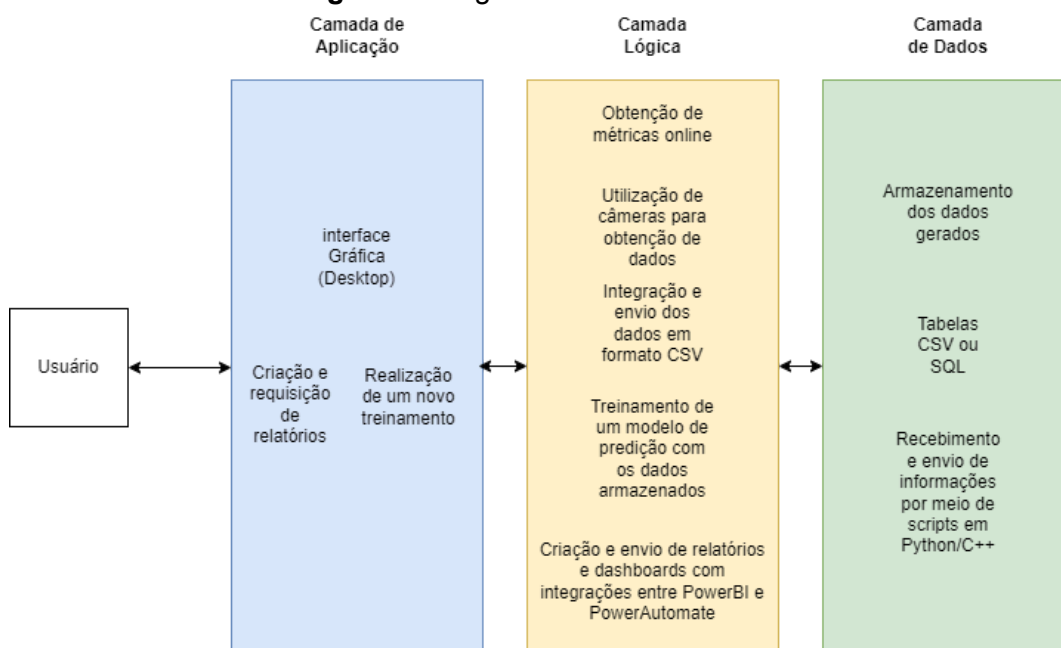 Camada de
Aplicação
Camada
Lógica
Camada
de Dados
Usuário
interface
Gráfica
(Desktop)
Criação e
requisição
de
relatórios
Realização
de um novo
treinamento
Obtenção de
métricas online
Utilização de
câmeras para
obtenção de
dados
Integração e
envio dos
dados em
formato CSV
Treinamento de
um modelo de
predição com
os dados
armazenados
Criação e envio de relatórios
e dashboards com
integrações entre PowerBI e
PowerAutomate
Armazenamento
dos dados
gerados
Tabelas
CSV ou
SQL
Recebimento
e envio de
informações
por meio de
scripts em
Python/C++